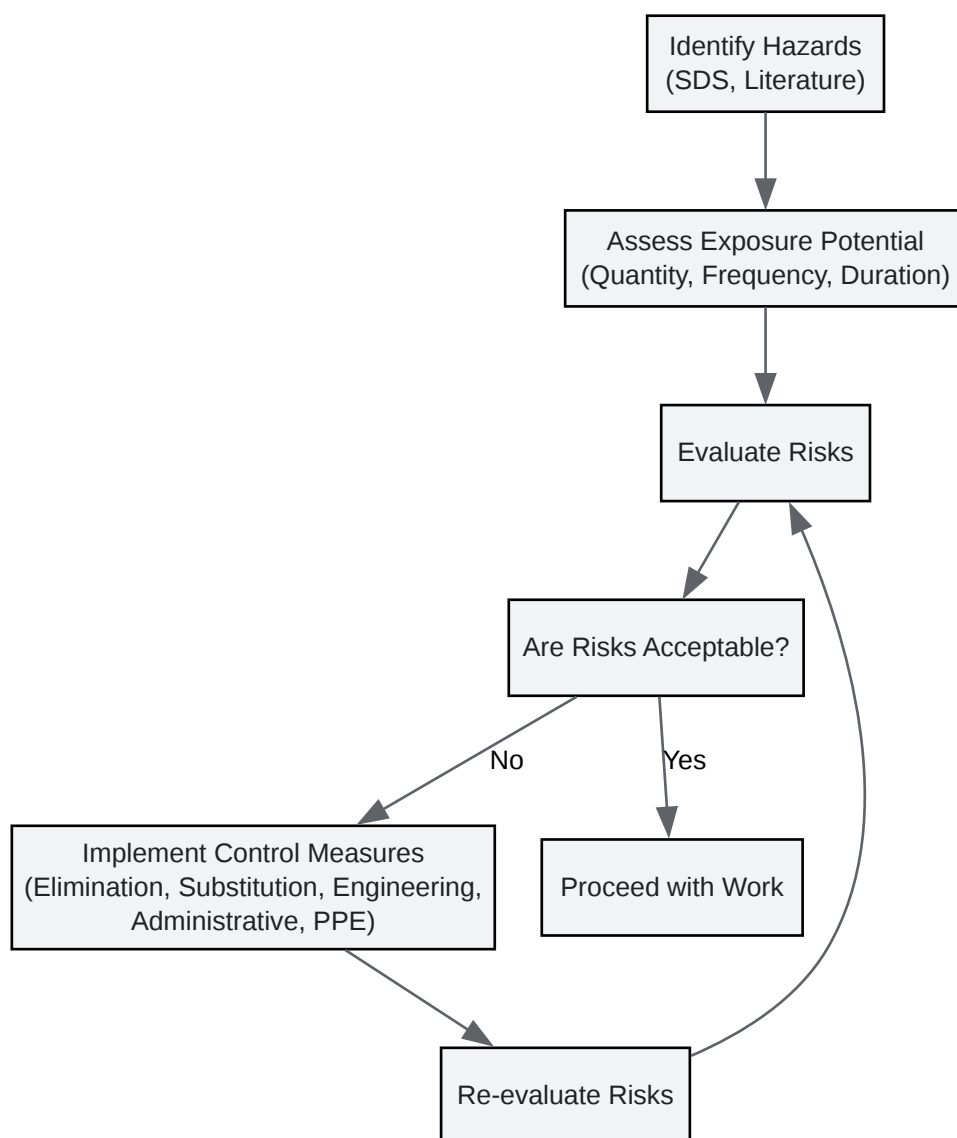 Identify Hazards
(SDS, Literature)
Assess Exposure Potential
(Quantity, Frequency, Duration)
Evaluate Risks
Are Risks Acceptable?
No
Yes
Implement Control Measures
(Elimination, Substitution, Engineering,
Administrative, PPE)
Proceed with Work
Re-evaluate Risks